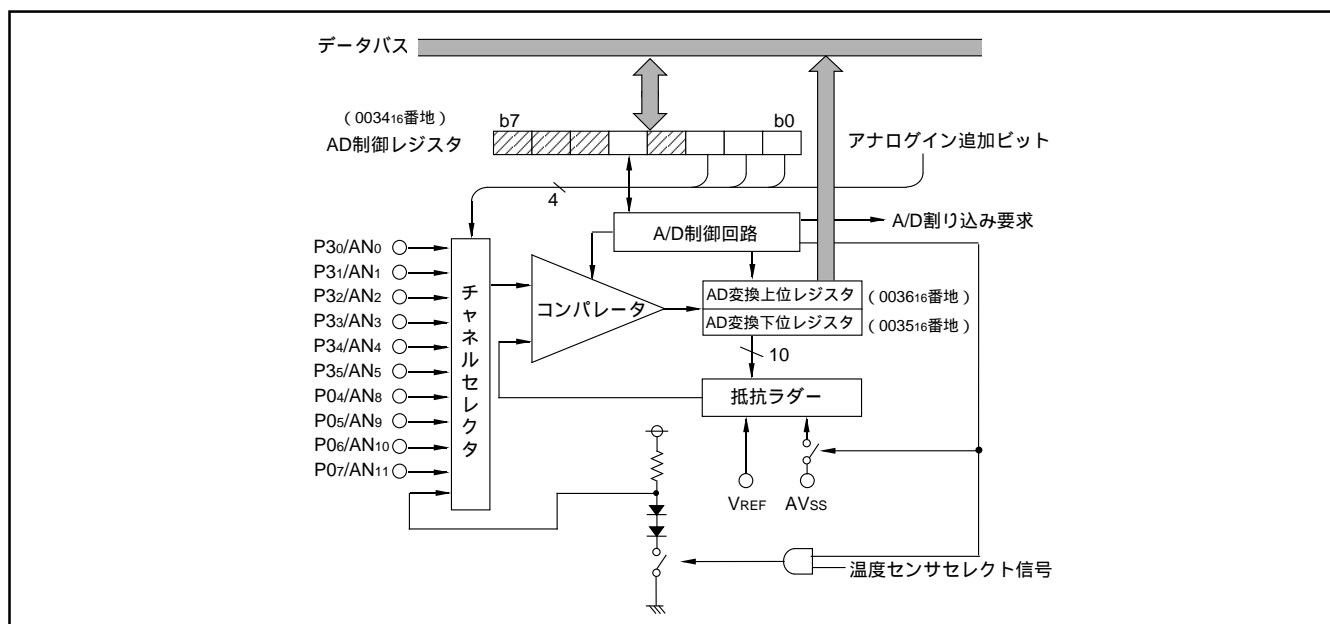 データバス
（003416番地）
AD制御レジスタ
b7
b0
アナログイン追加ビット
4
A/D制御回路
A/D割り込み要求
P30/AN0
P31/AN1
P32/AN2
P33/AN3
P34/AN4
P35/AN5
P04/AN8
P05/AN9
P06/AN10
P07/AN11
チャネルセレクタ
コンパレータ
AD変換上位レジスタ
（003616番地）
AD変換下位レジスタ
（003516番地）
10
抵抗ラダー
VREF
AVSS
温度センサセレクト信号